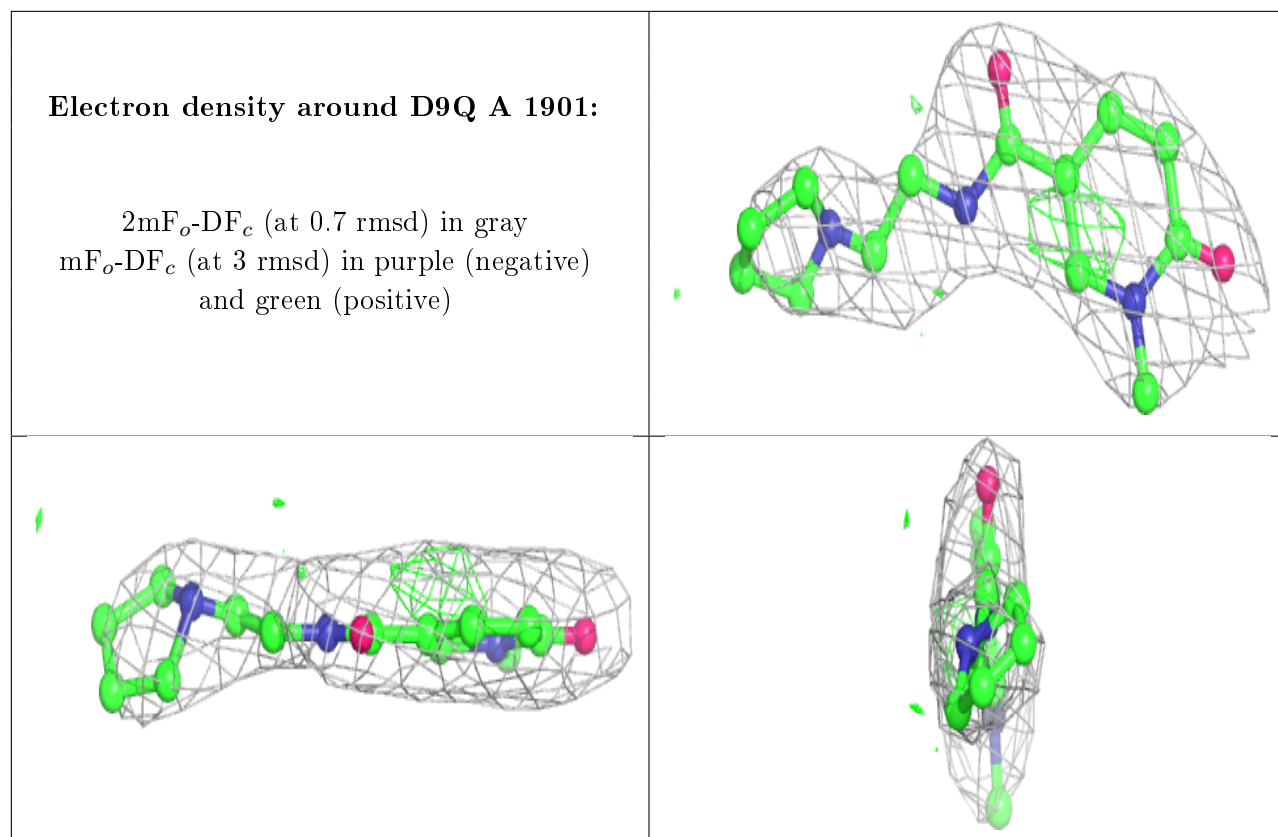 Electron density around D9Q A 1901:
2mFₒ-DF𝑐 (at 0.7 rmsd) in gray
mFₒ-DF𝑐 (at 3 rmsd) in purple (negative)
and green (positive)